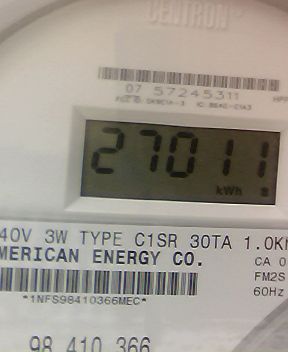 CENTRON
07 57245311
27011
kWh
40V 3W TYPE C1SR 30TA 1.0K
MERICAN ENERGY CO.
CA 0
FM2S
60Hz
*1NFS98410366MEC*
98 410 366